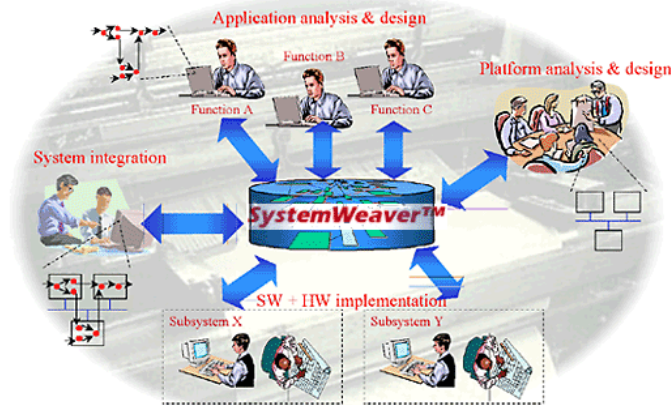 Application analysis & design
Function B
Function A
Function C
Platform analysis & design
System integration
SystemWeaver™
SW + HW implementation
Subsystem X
Subsystem Y